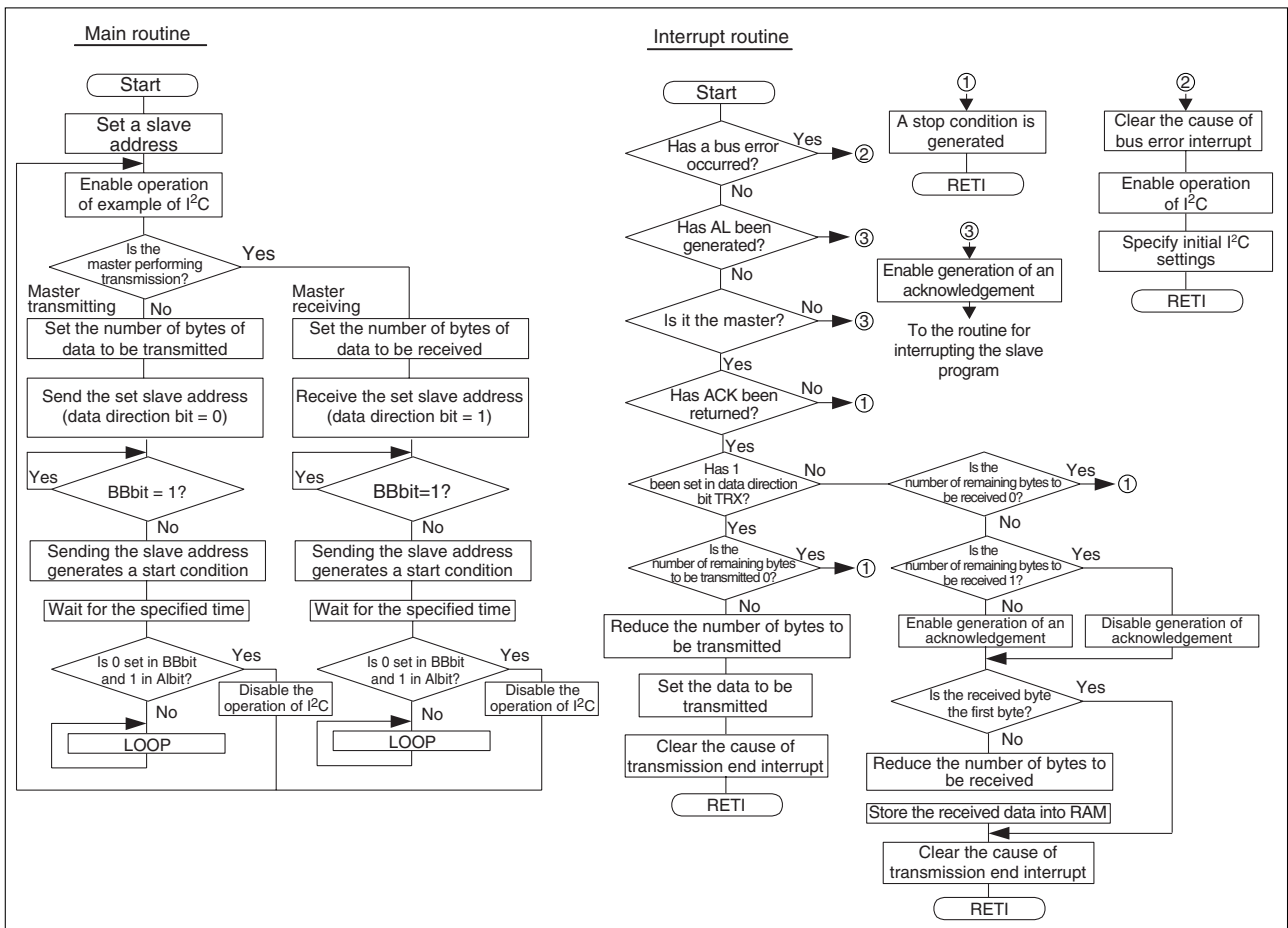 Main routine
Start
Set a slave
address
Enable operation
of example of I²C
Is the
master performing
transmission?
Yes
Master
transmitting
No
Master
receiving
Set the number of bytes of
data to be transmitted
Set the number of bytes of
data to be received
Send the set slave address
(data direction bit = 0)
Receive the set slave address
(data direction bit = 1)
Yes
BBbit = 1?
No
Yes
BBbit=1?
No
Sending the slave address
generates a start condition
Sending the slave address
generates a start condition
Wait for the specified time
Wait for the specified time
Is 0 set in BBbit
and 1 in Albit?
Yes
Disable the
operation of I²C
No
LOOP
Is 0 set in BBbit
and 1 in Albit?
Yes
Disable the
operation of I²C
No
LOOP
Interrupt routine
Start
Has a bus error
occurred?
Yes
②
No
Has AL been
generated?
③
No
Is it the master?
No
③
Yes
Has ACK been
returned?
No
①
Yes
Has 1
been set in data direction
bit TRX?
No
Yes
Is the
number of remaining bytes
to be transmitted 0?
Yes
①
No
Reduce the number of bytes to
be transmitted
Set the data to be
transmitted
Clear the cause of
transmission end interrupt
RETI
①
A stop condition is
generated
RETI
③
Enable generation of an
acknowledgement
To the routine for
interrupting the slave
program
②
Clear the cause of
bus error interrupt
Enable operation
of I²C
Specify initial I²C
settings
RETI
Is the
number of remaining bytes to
be received 0?
Yes
①
No
Is the
number of remaining bytes to
be received 1?
Yes
No
Enable generation of an
acknowledgement
Disable generation of
acknowledgement
Is the received byte
the first byte?
Yes
No
Reduce the number of bytes to
be received
Store the received data into RAM
Clear the cause of
transmission end interrupt
RETI